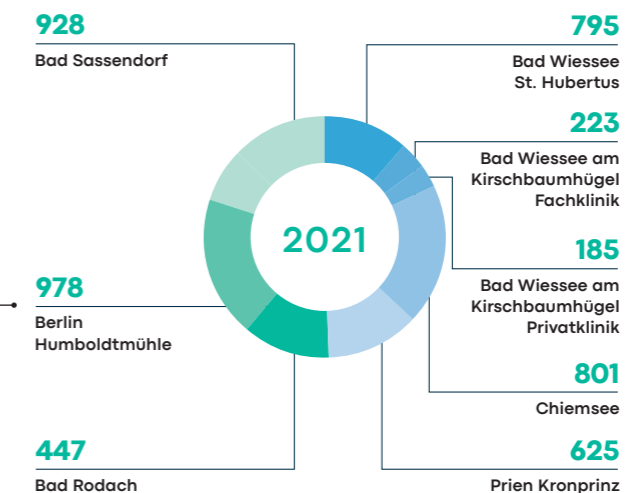 928
Bad Sassendorf
978
Berlin
Humboldtmühle
447
Bad Rodach
2021
795
Bad Wiessee
St. Hubertus
223
Bad Wiessee am
Kirschbaumhügel
Fachklinik
185
Bad Wiessee am
Kirschbaumhügel
Privatklinik
801
Chiemsee
625
Prien Kronprinz